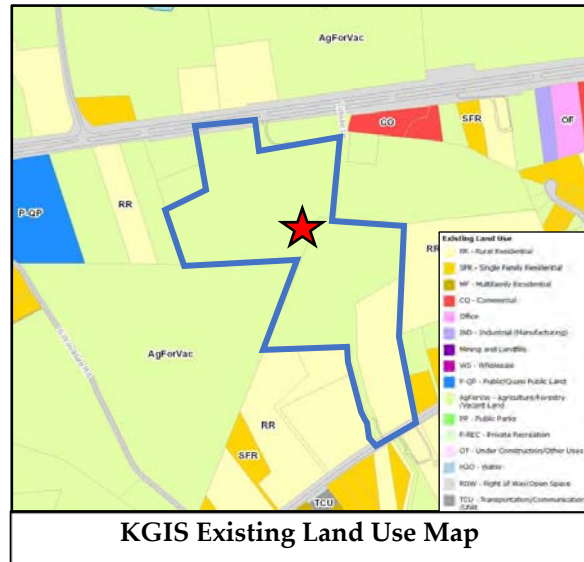 AgForVac
CO
SFR
OF
P-QP
RR
RR
AgForVac
RR
SFR
TCU
Existing Land Use
RR - Rural Residential
SFR - Single Family Residential
MF - Multifamily Residential
CO - Commercial
Office
IND - Industrial (Manufacturing)
Mining and Landfills
WS - Wholesale
P-QP - Public/Quasi Public Land
AgForVac - Agriculture/Forestry
/Vacant Land
PP - Public Parks
P-REC - Private Recreation
OT - Under Construction/Other Uses
H2O - Water
ROW - Right of Way/Open Space
TCU - Transportation/Communication
/Utilit
KGIS Existing Land Use Map